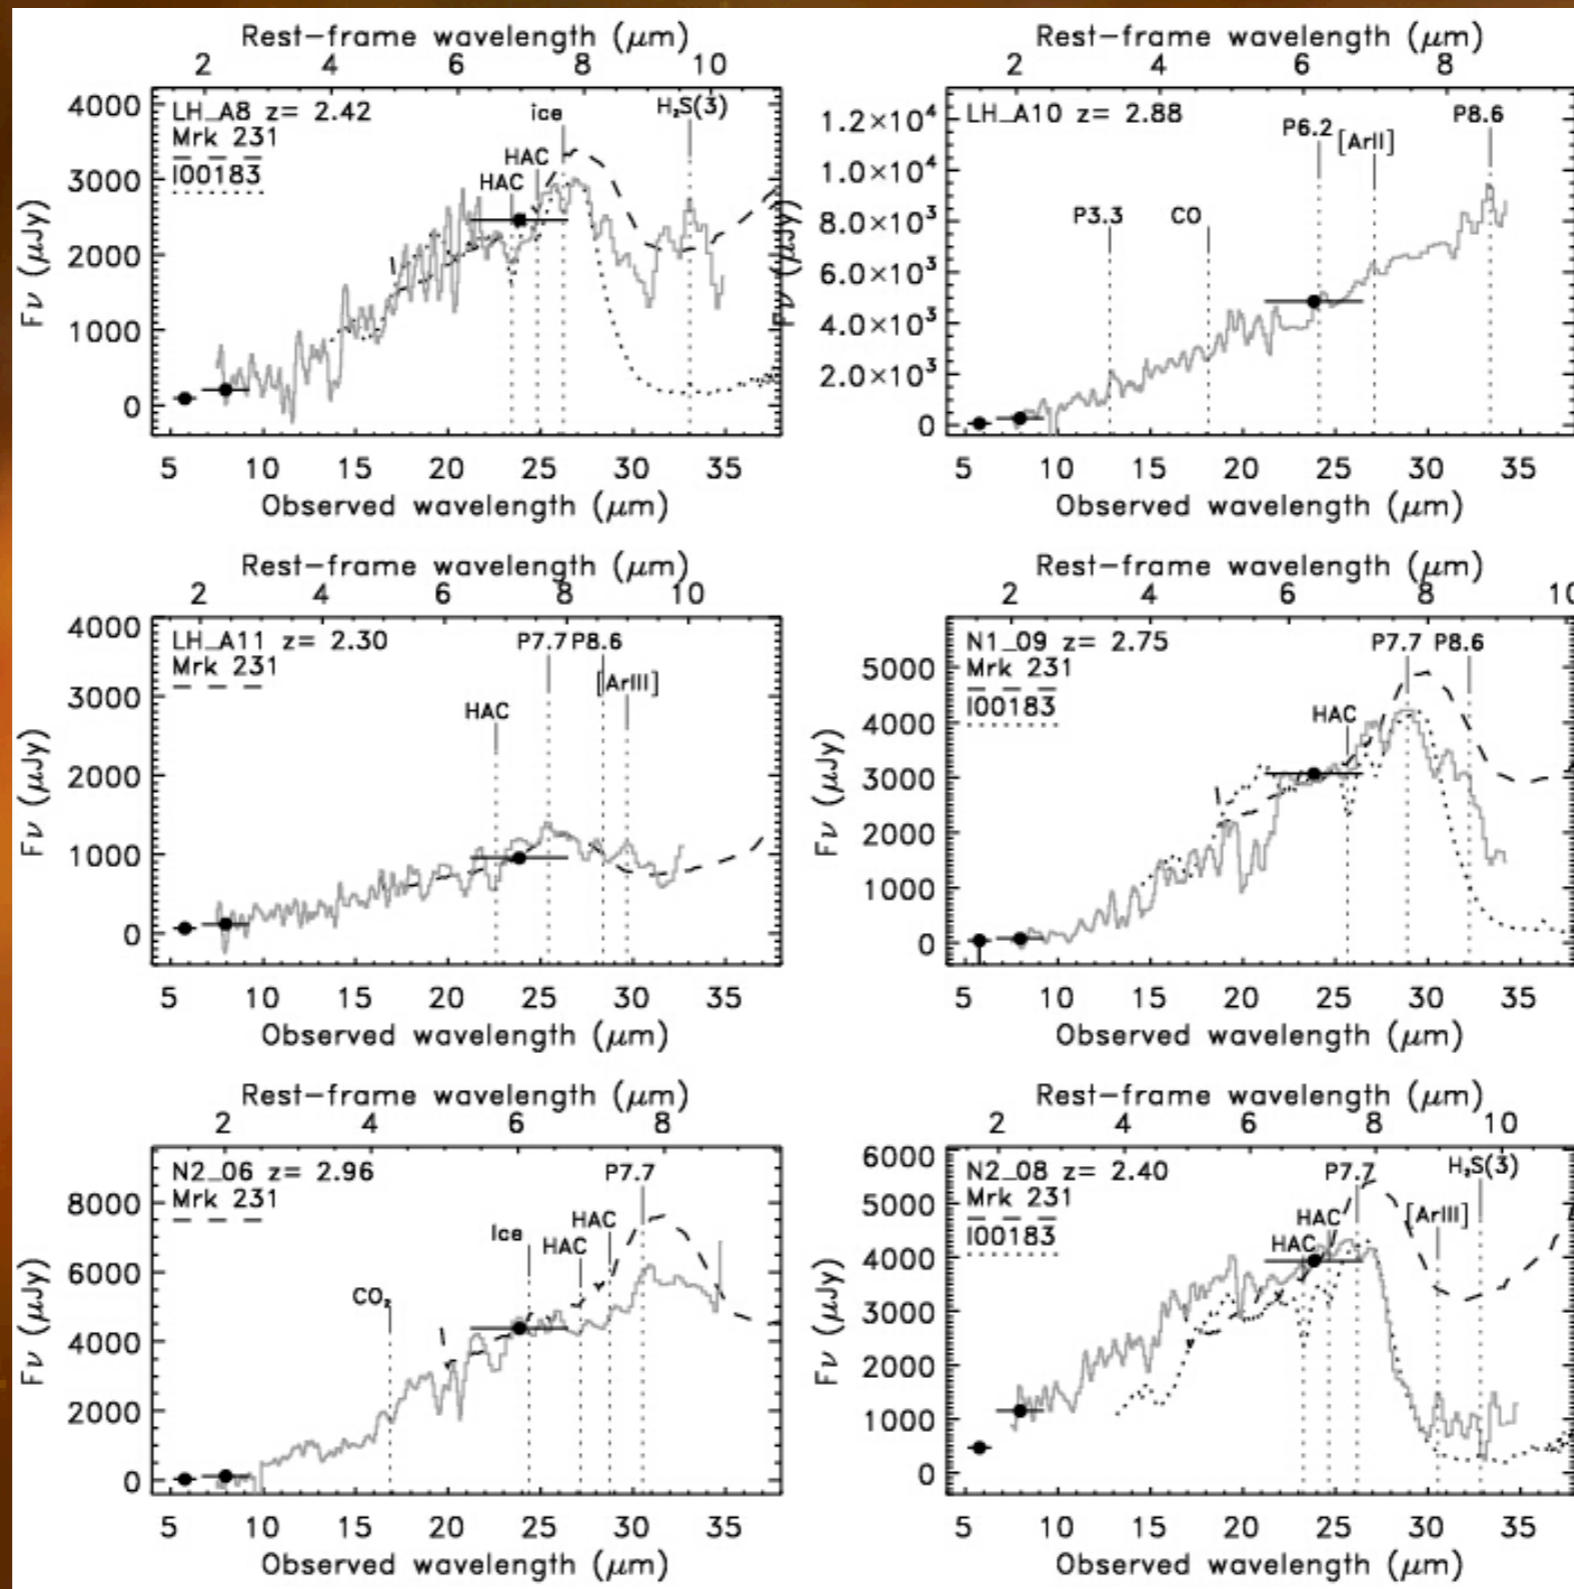 Rest-frame wavelength (μm)
2 4 6 8 10
LH_A8 z= 2.42
Mrk 231
I00183
HAC
HAC
ice
H₂S(3)
4000
3000
2000
1000
0
Fν (μJy)
5 10 15 20 25 30 35
Observed wavelength (μm)
Rest-frame wavelength (μm)
2 4 6 8
LH_A10 z= 2.88
P3.3
CO
P6.2
[ArII]
P8.6
1.2×10⁴
1.0×10⁴
8.0×10³
6.0×10³
4.0×10³
2.0×10³
0
Fν (μJy)
5 10 15 20 25 30 35
Observed wavelength (μm)
Rest-frame wavelength (μm)
2 4 6 8 10
LH_A11 z= 2.30
Mrk 231
HAC
P7.7
P8.6
[ArIII]
4000
3000
2000
1000
0
Fν (μJy)
5 10 15 20 25 30 35
Observed wavelength (μm)
Rest-frame wavelength (μm)
2 4 6 8 10
N1_09 z= 2.75
Mrk 231
I00183
HAC
P7.7
P8.6
5000
4000
3000
2000
1000
0
Fν (μJy)
5 10 15 20 25 30 35
Observed wavelength (μm)
Rest-frame wavelength (μm)
2 4 6 8
N2_06 z= 2.96
Mrk 231
CO₂
Ice
HAC
HAC
P7.7
8000
6000
4000
2000
0
Fν (μJy)
5 10 15 20 25 30 35
Observed wavelength (μm)
Rest-frame wavelength (μm)
2 4 6 8 10
N2_08 z= 2.40
Mrk 231
I00183
HAC
HAC
P7.7
[ArIII]
H₂S(3)
6000
5000
4000
3000
2000
1000
0
Fν (μJy)
5 10 15 20 25 30 35
Observed wavelength (μm)